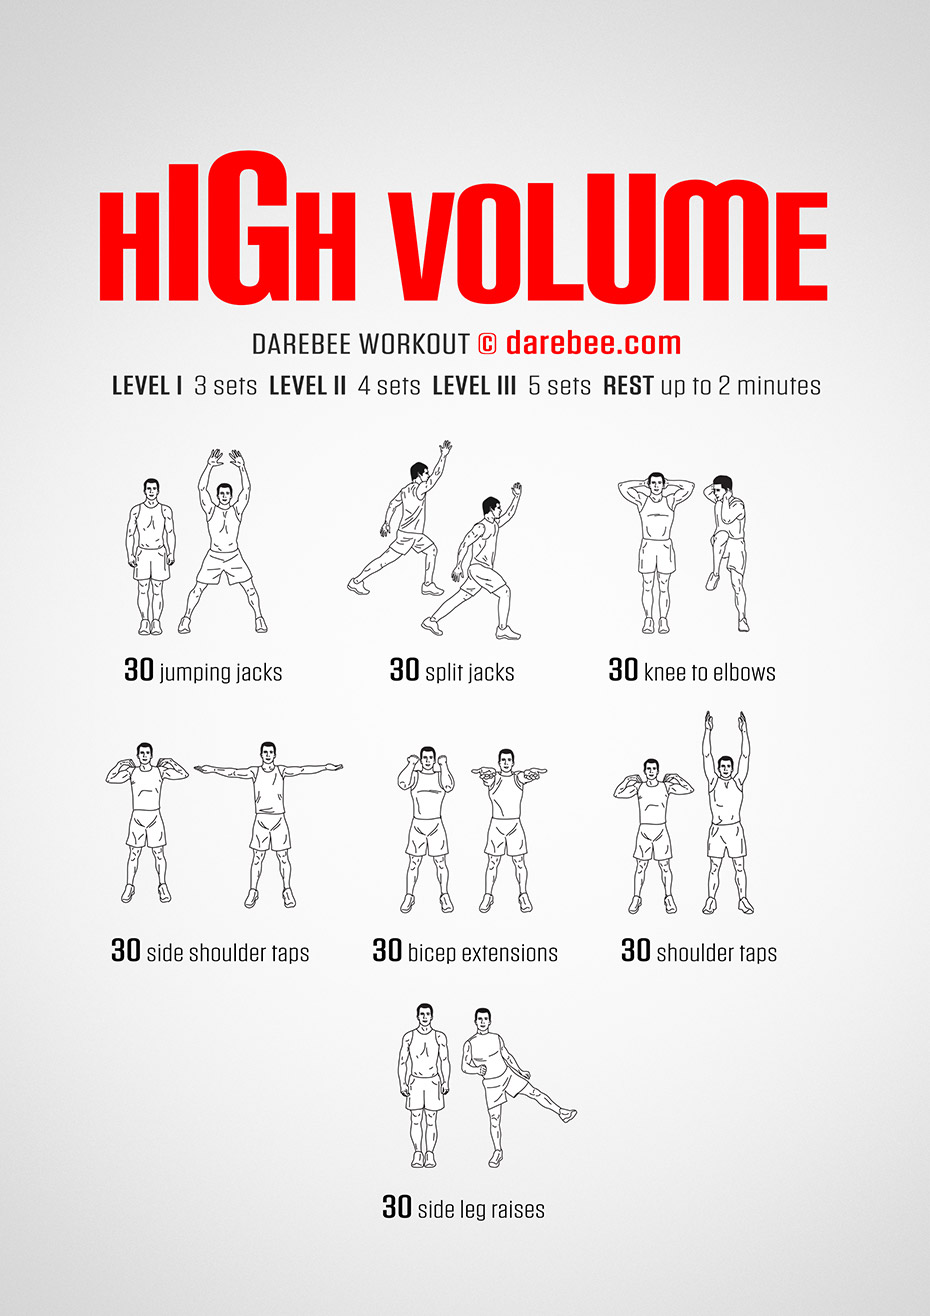 HIGH VOLUME
DAREBEE WORKOUT © darebee.com
LEVEL I 3 sets LEVEL II 4 sets LEVEL III 5 sets REST up to 2 minutes
30 jumping jacks
30 split jacks
30 knee to elbows
30 side shoulder taps
30 bicep extensions
30 shoulder taps
30 side leg raises